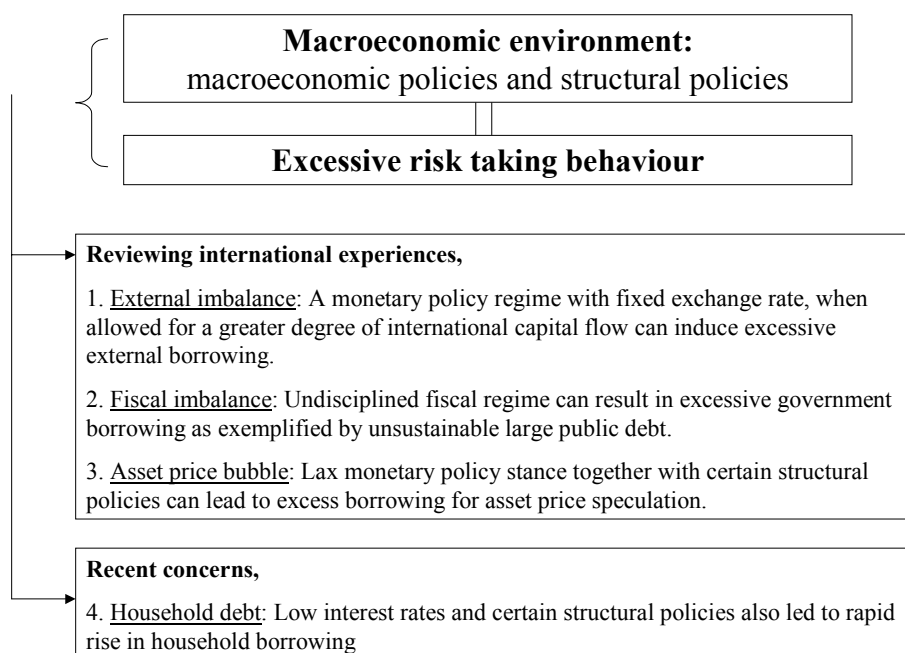 Macroeconomic environment:
macroeconomic policies and structural policies
Excessive risk taking behaviour
Reviewing international experiences,
1. External imbalance: A monetary policy regime with fixed exchange rate, when
allowed for a greater degree of international capital flow can induce excessive
external borrowing.
2. Fiscal imbalance: Undisciplined fiscal regime can result in excessive government
borrowing as exemplified by unsustainable large public debt.
3. Asset price bubble: Lax monetary policy stance together with certain structural
policies can lead to excess borrowing for asset price speculation.
Recent concerns,
4. Household debt: Low interest rates and certain structural policies also led to rapid
rise in household borrowing